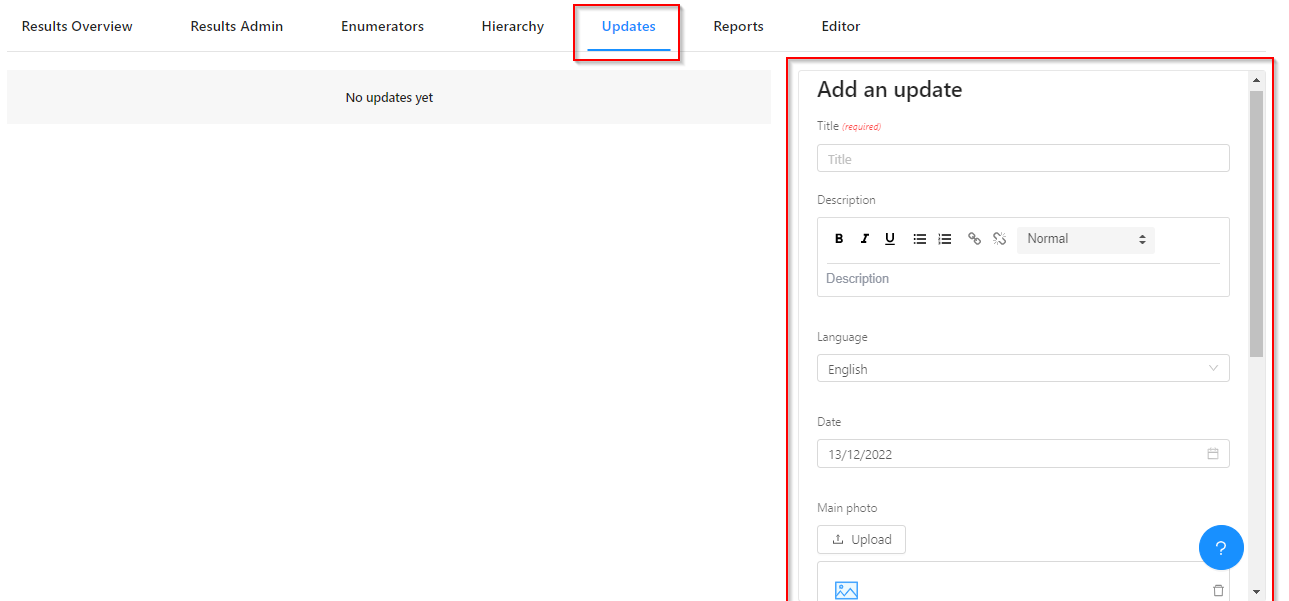 Results Overview Results Admin Enumerators Hierarchy Updates Reports Editor
No updates yet
Add an update
Title (required)
Title
Description
B I U Normal
Description
Language
English
Date
13/12/2022
Main photo
Upload
?